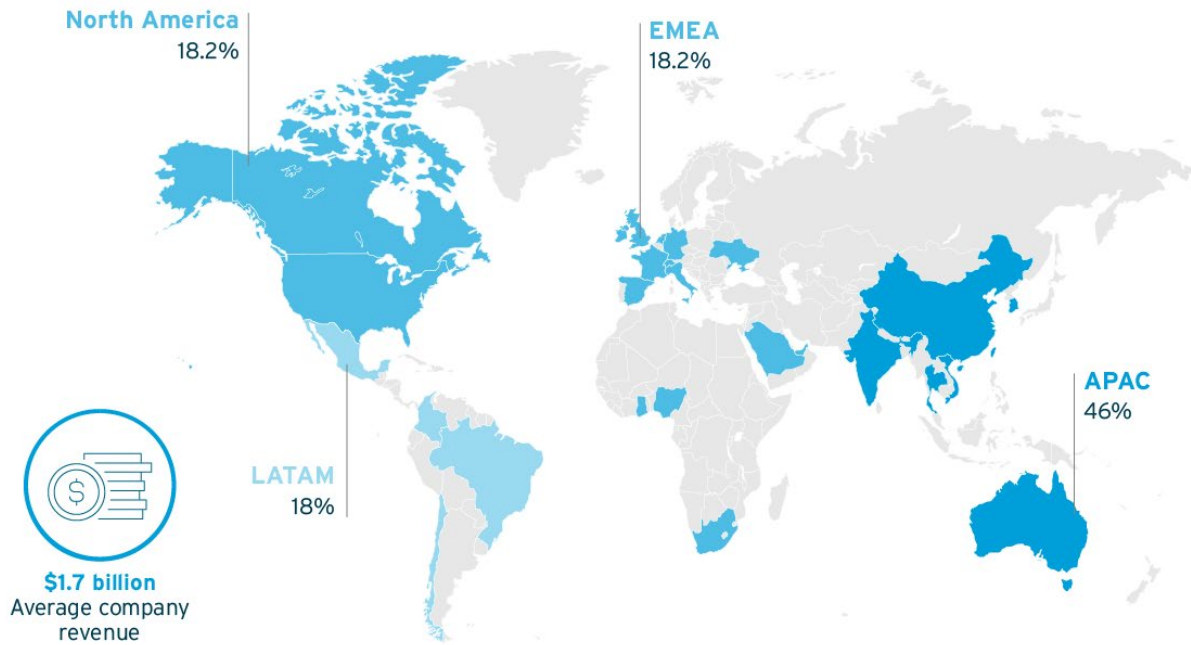 North America
18.2%
EMEA
18.2%
APAC
46%
LATAM
18%
$
$1.7 billion
Average company
revenue